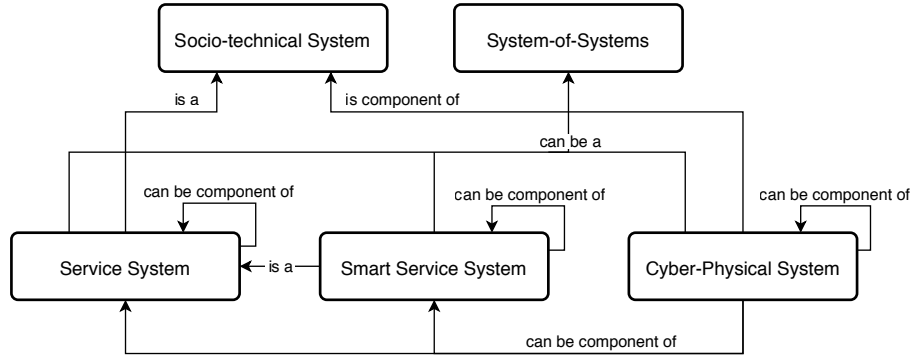 Socio-technical System
System-of-Systems
is a
is component of
can be a
can be component of
can be component of
can be component of
Service System
is a
Smart Service System
Cyber-Physical System
can be component of